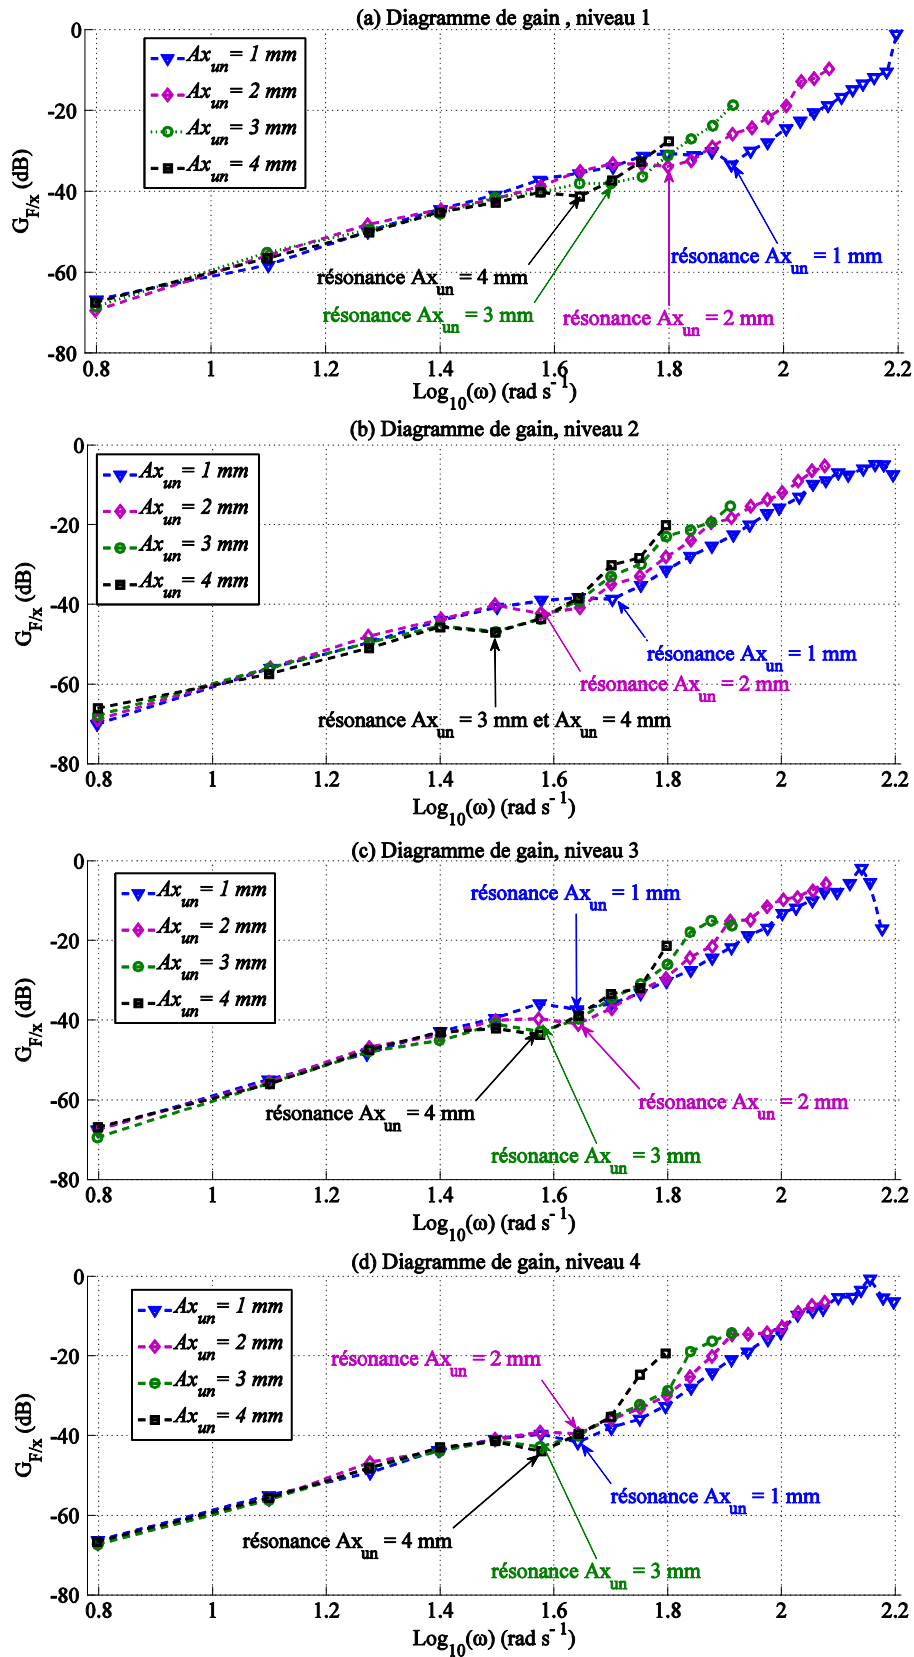 (a) Diagramme de gain , niveau 1
Ax_un = 1 mm
Ax_un = 2 mm
Ax_un = 3 mm
Ax_un = 4 mm
0
-20
-40
-60
-80
G_F/x (dB)
résonance Ax_un = 1 mm
résonance Ax_un = 4 mm
résonance Ax_un = 3 mm
résonance Ax_un = 2 mm
0.8 1 1.2 1.4 1.6 1.8 2 2.2
Log_10(ω) (rad s^-1)
(b) Diagramme de gain, niveau 2
Ax_un = 1 mm
Ax_un = 2 mm
Ax_un = 3 mm
Ax_un = 4 mm
0
-20
-40
-60
-80
G_F/x (dB)
résonance Ax_un = 1 mm
résonance Ax_un = 2 mm
résonance Ax_un = 3 mm et Ax_un = 4 mm
0.8 1 1.2 1.4 1.6 1.8 2 2.2
Log_10(ω) (rad s^-1)
(c) Diagramme de gain, niveau 3
Ax_un = 1 mm
Ax_un = 2 mm
Ax_un = 3 mm
Ax_un = 4 mm
0
-20
-40
-60
-80
G_F/x (dB)
résonance Ax_un = 1 mm
résonance Ax_un = 2 mm
résonance Ax_un = 4 mm
résonance Ax_un = 3 mm
0.8 1 1.2 1.4 1.6 1.8 2 2.2
Log_10(ω) (rad s^-1)
(d) Diagramme de gain, niveau 4
Ax_un = 1 mm
Ax_un = 2 mm
Ax_un = 3 mm
Ax_un = 4 mm
0
-20
-40
-60
-80
G_F/x (dB)
résonance Ax_un = 2 mm
résonance Ax_un = 1 mm
résonance Ax_un = 4 mm
résonance Ax_un = 3 mm
0.8 1 1.2 1.4 1.6 1.8 2 2.2
Log_10(ω) (rad s^-1)